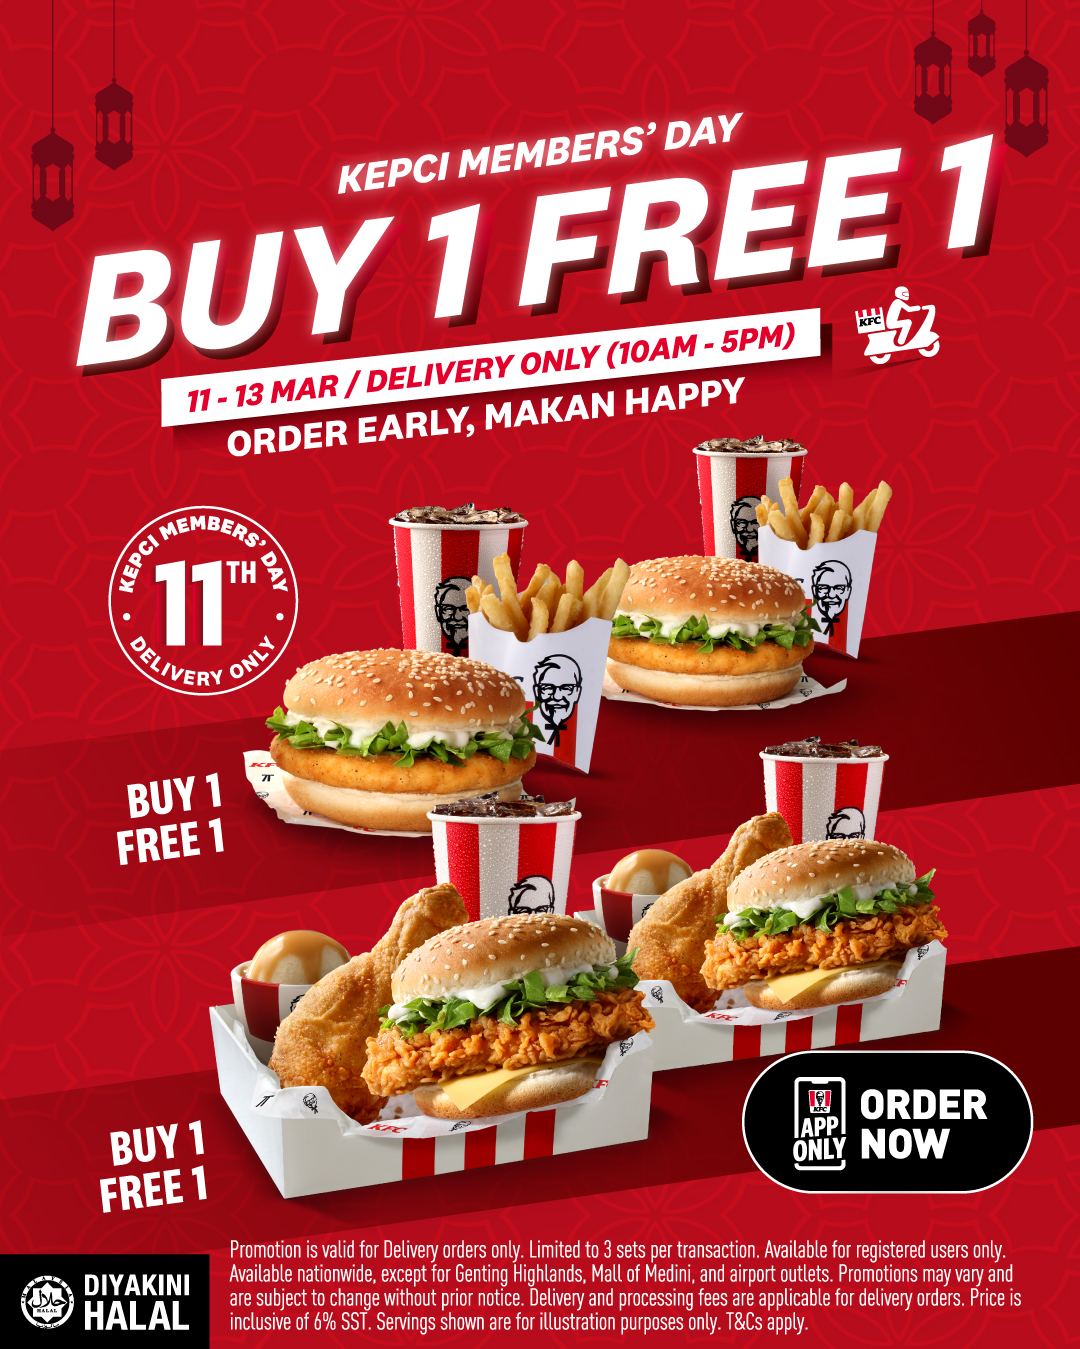 KEPCI MEMBERS' DAY
BUY 1 FREE 1
11 - 13 MAR / DELIVERY ONLY (10AM - 5PM)
KFC
ORDER EARLY, MAKAN HAPPY
KEPCI MEMBERS' DAY
11TH
DELIVERY ONLY
BUY 1
FREE 1
BUY 1
FREE 1
KFC
KFC
KFC
APP
ONLY
ORDER
NOW
Promotion is valid for Delivery orders only. Limited to 3 sets per transaction. Available for registered users only.
Available nationwide, except for Genting Highlands, Mall of Medini, and airport outlets. Promotions may vary and
are subject to change without prior notice. Delivery and processing fees are applicable for delivery orders. Price is
inclusive of 6% SST. Servings shown are for illustration purposes only. T&Cs apply.
حلال
HALAL
DIYAKINI
HALAL